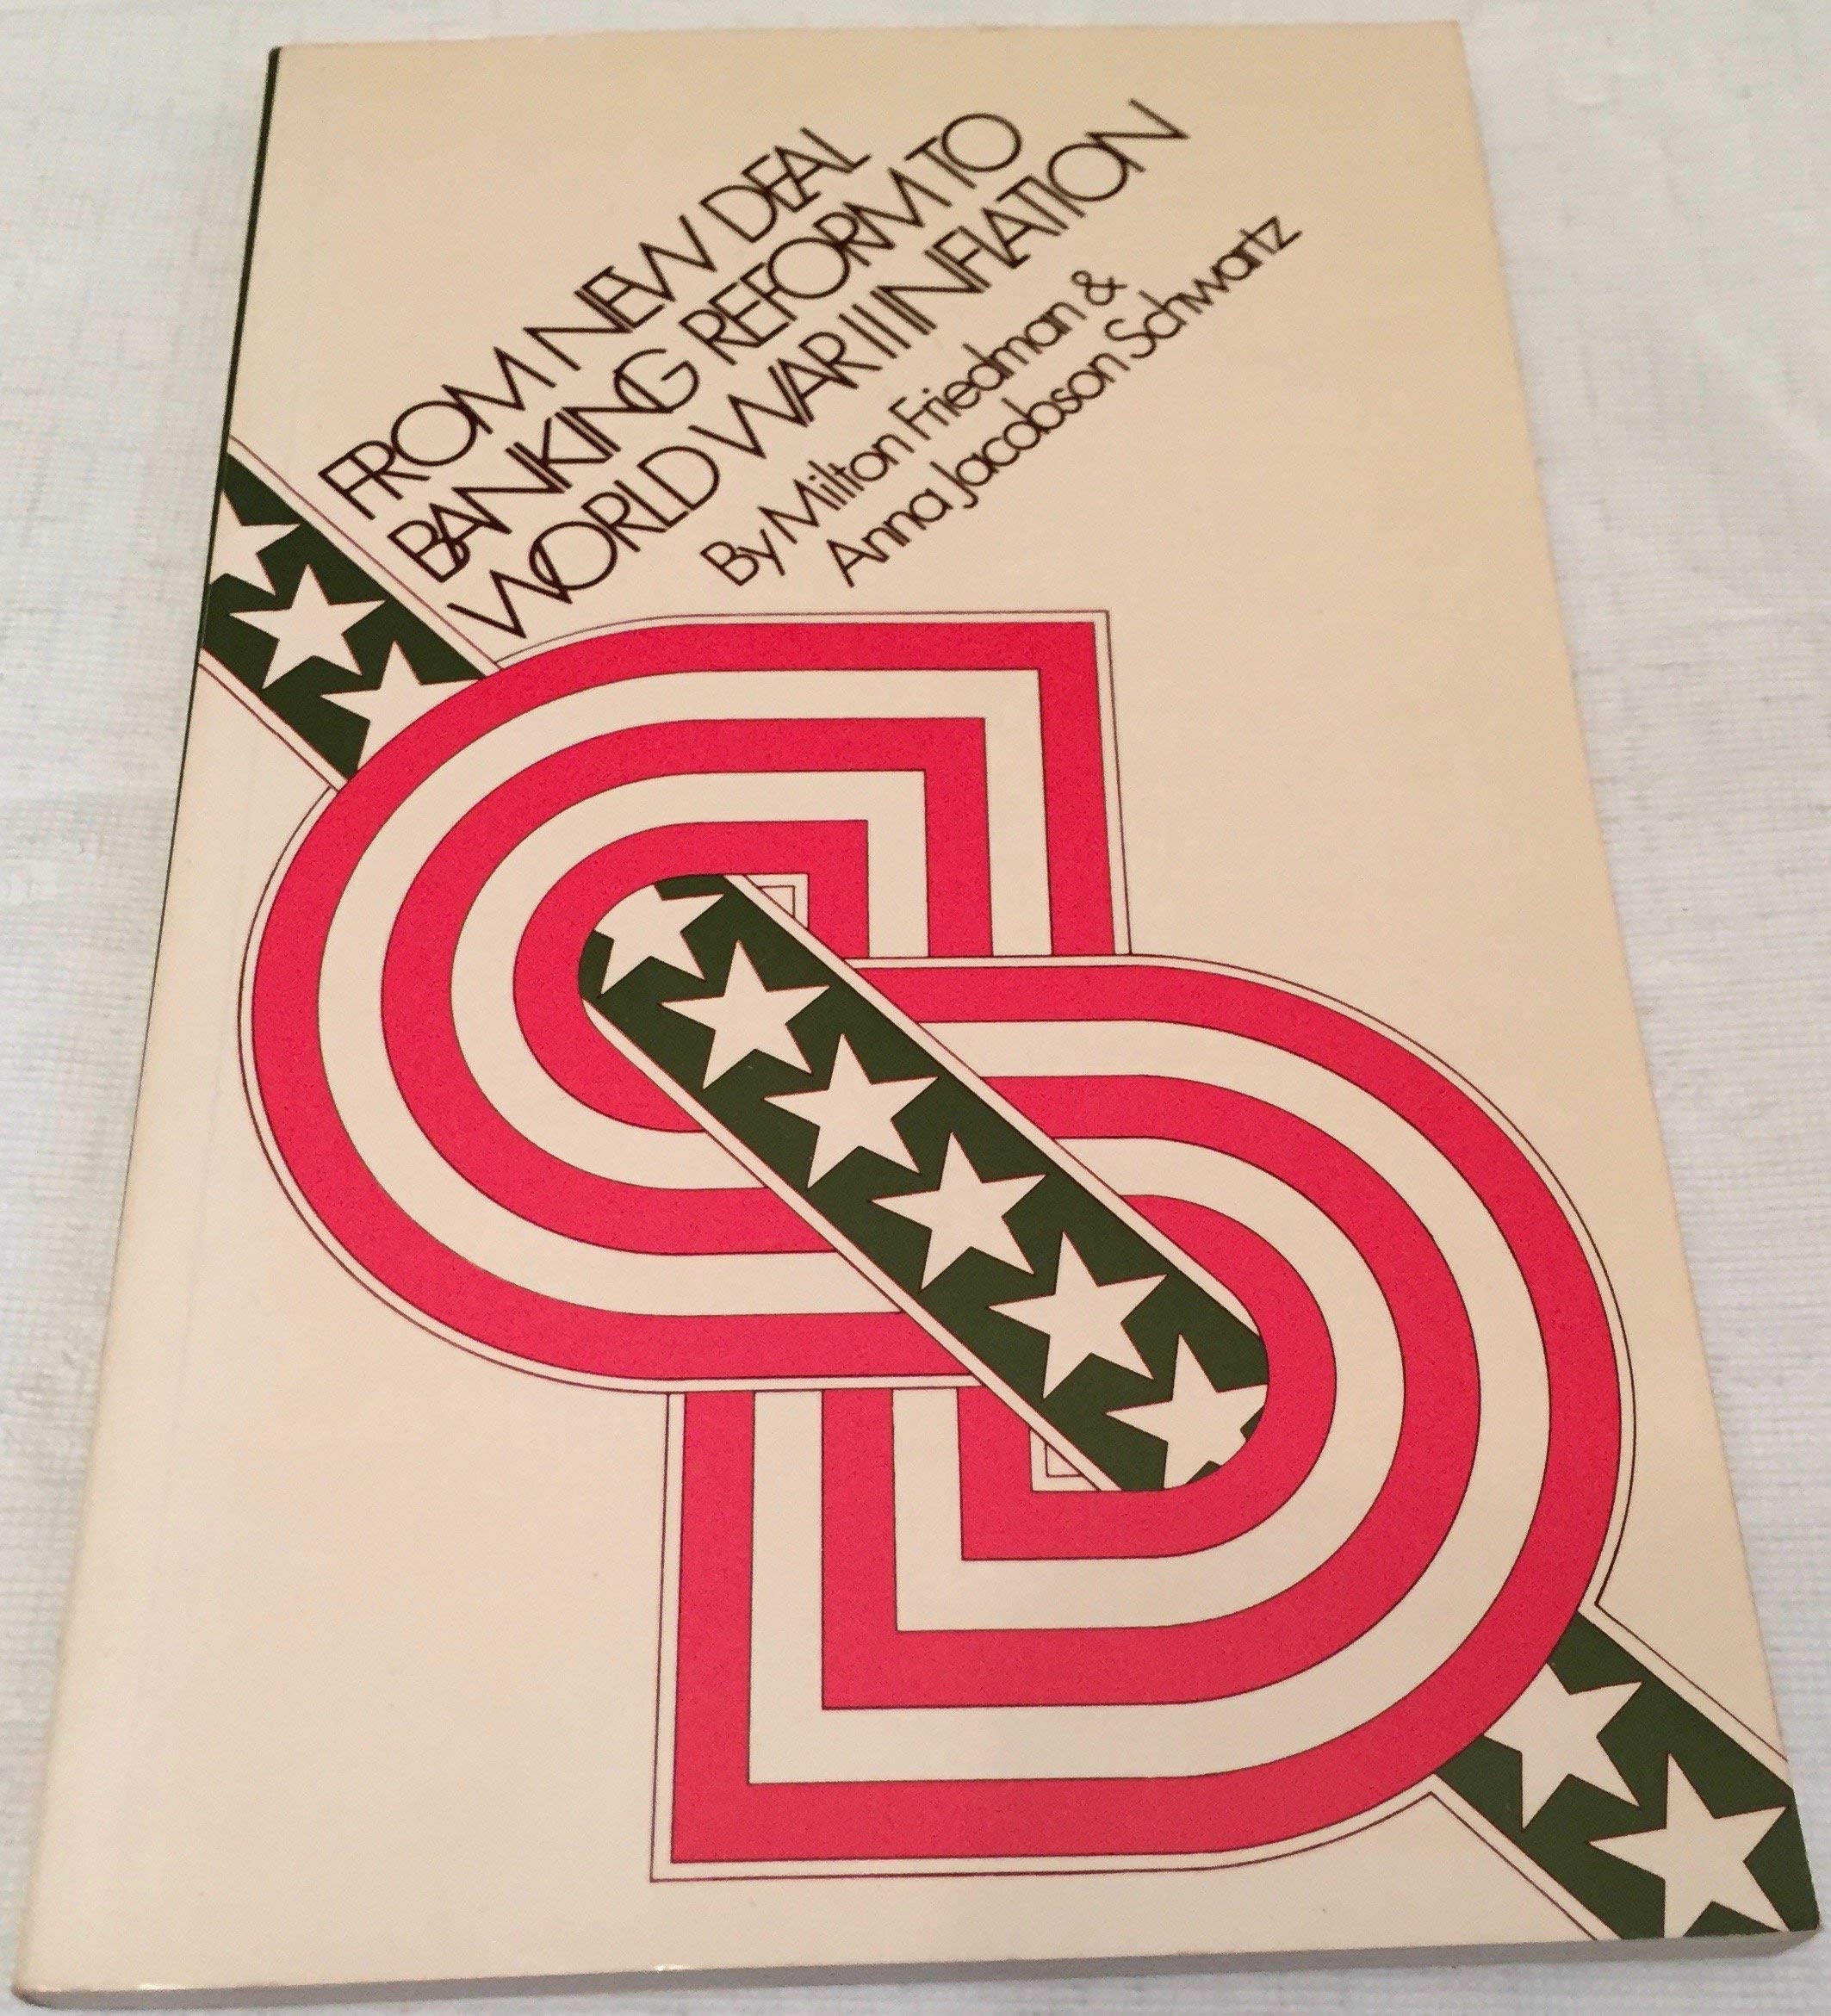 FROM NEW DEAL
BANKING REFORM TO
WORLD WAR II INFLATION
By Milton Friedman &
Anna Jacobson Schwartz